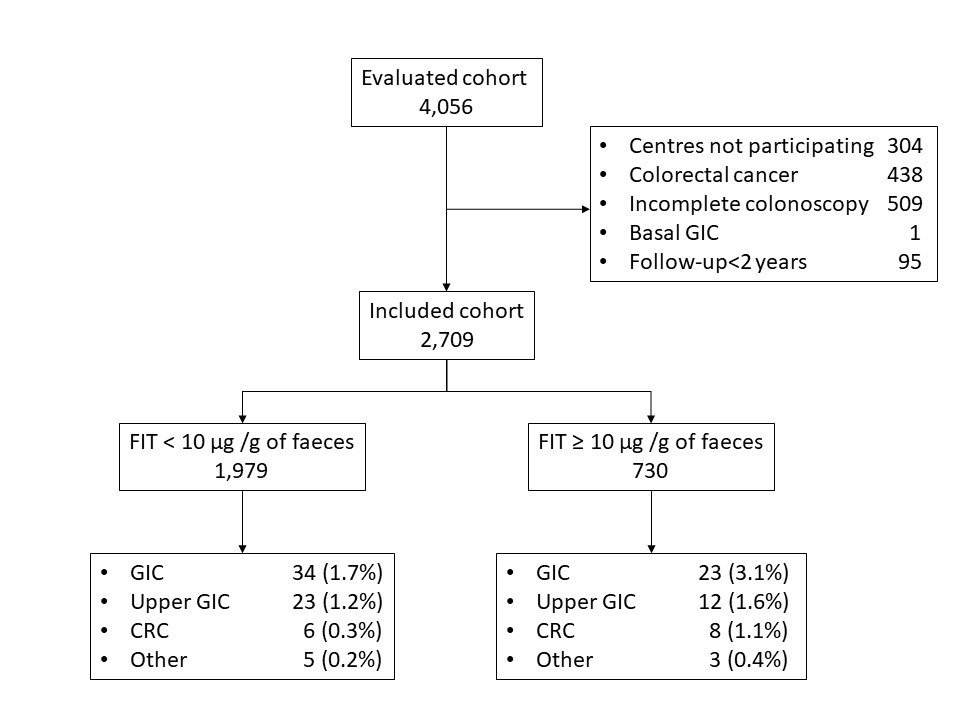 Evaluated cohort
4,056
• Centres not participating 304
• Colorectal cancer 438
• Incomplete colonoscopy 509
• Basal GIC 1
• Follow-up<2 years 95
Included cohort
2,709
FIT < 10 µg /g of faeces
1,979
FIT ≥ 10 µg /g of faeces
730
• GIC 34 (1.7%)
• Upper GIC 23 (1.2%)
• CRC 6 (0.3%)
• Other 5 (0.2%)
• GIC 23 (3.1%)
• Upper GIC 12 (1.6%)
• CRC 8 (1.1%)
• Other 3 (0.4%)